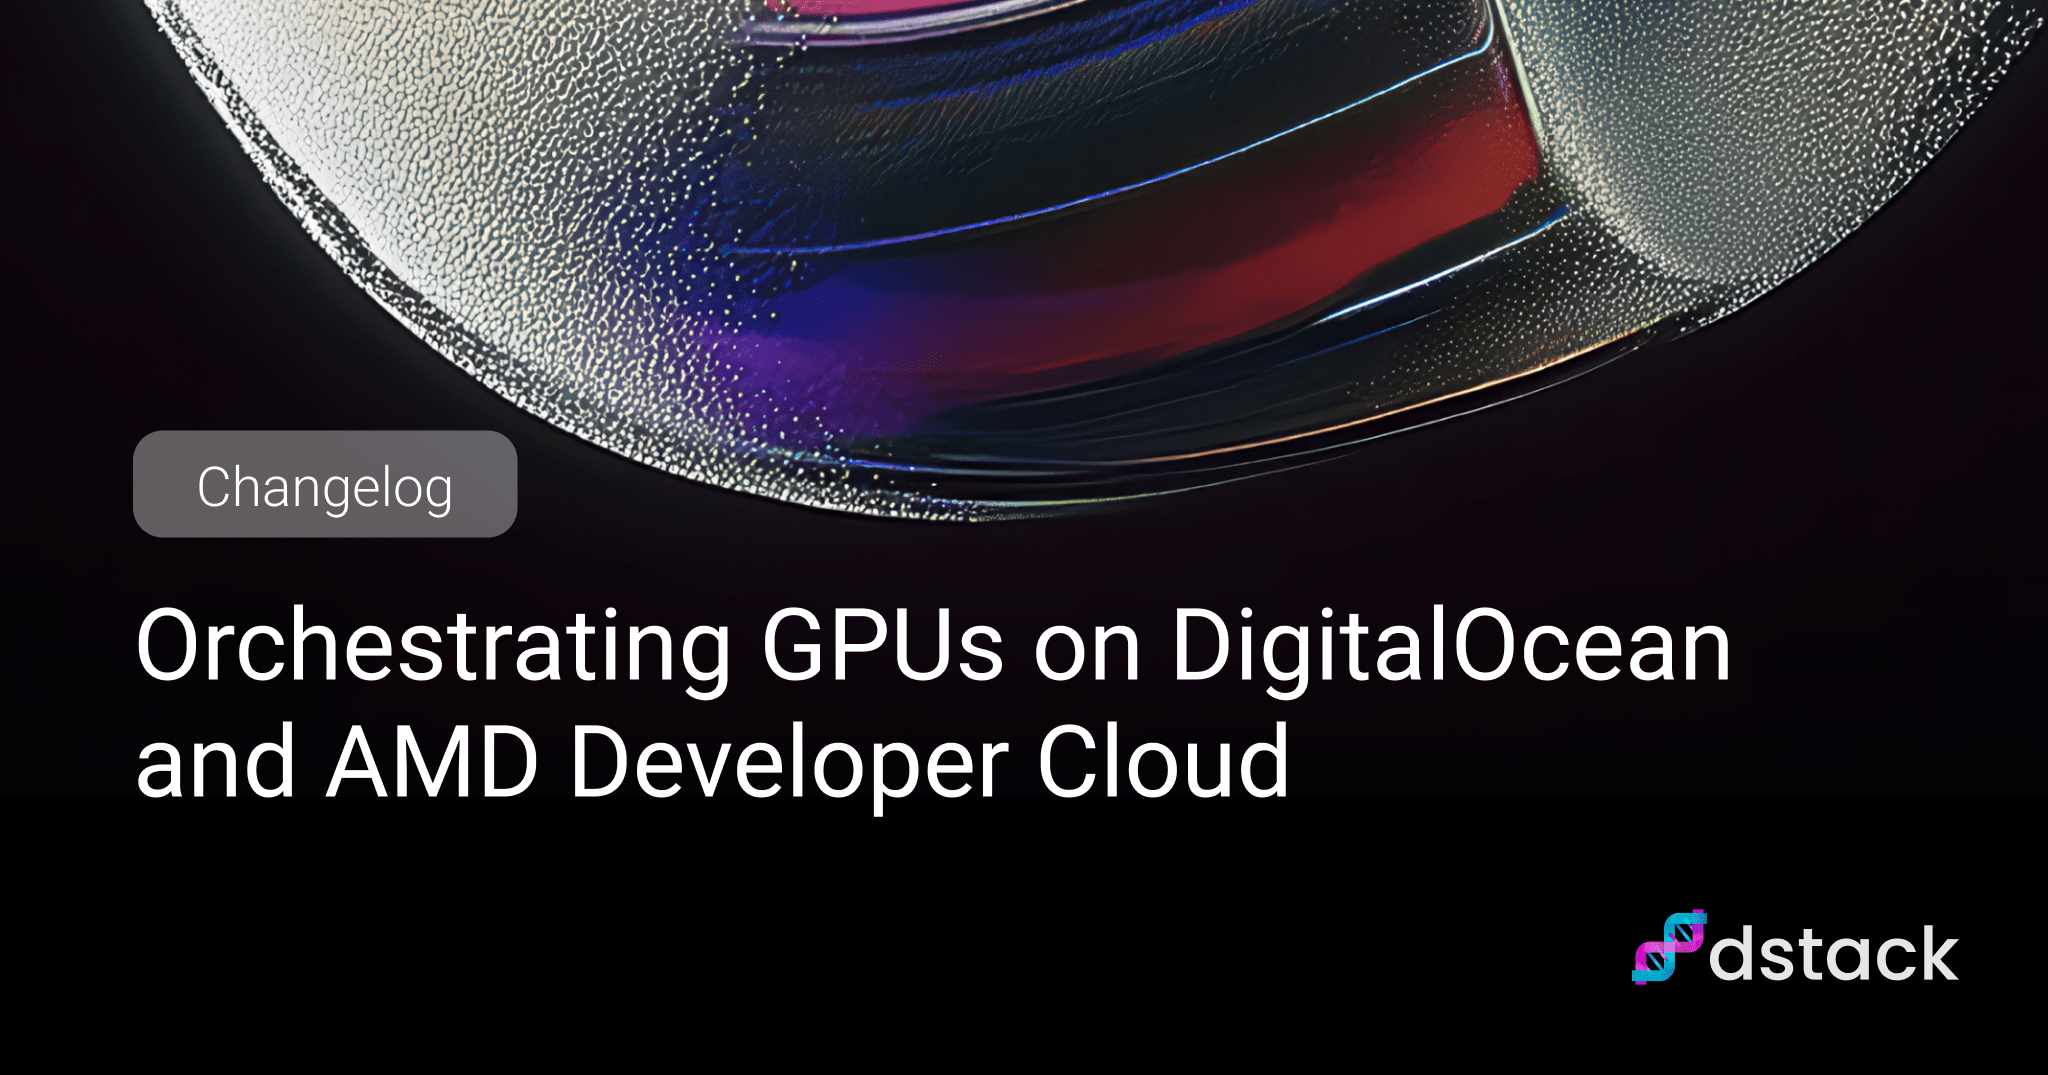 Changelog
Orchestrating GPUs on DigitalOcean
and AMD Developer Cloud
dstack